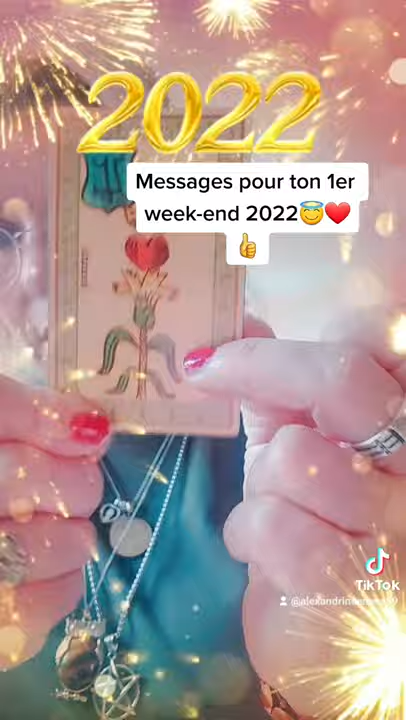 2022
Messages pour ton 1er
week-end 2022😇❤️
👍
TikTok